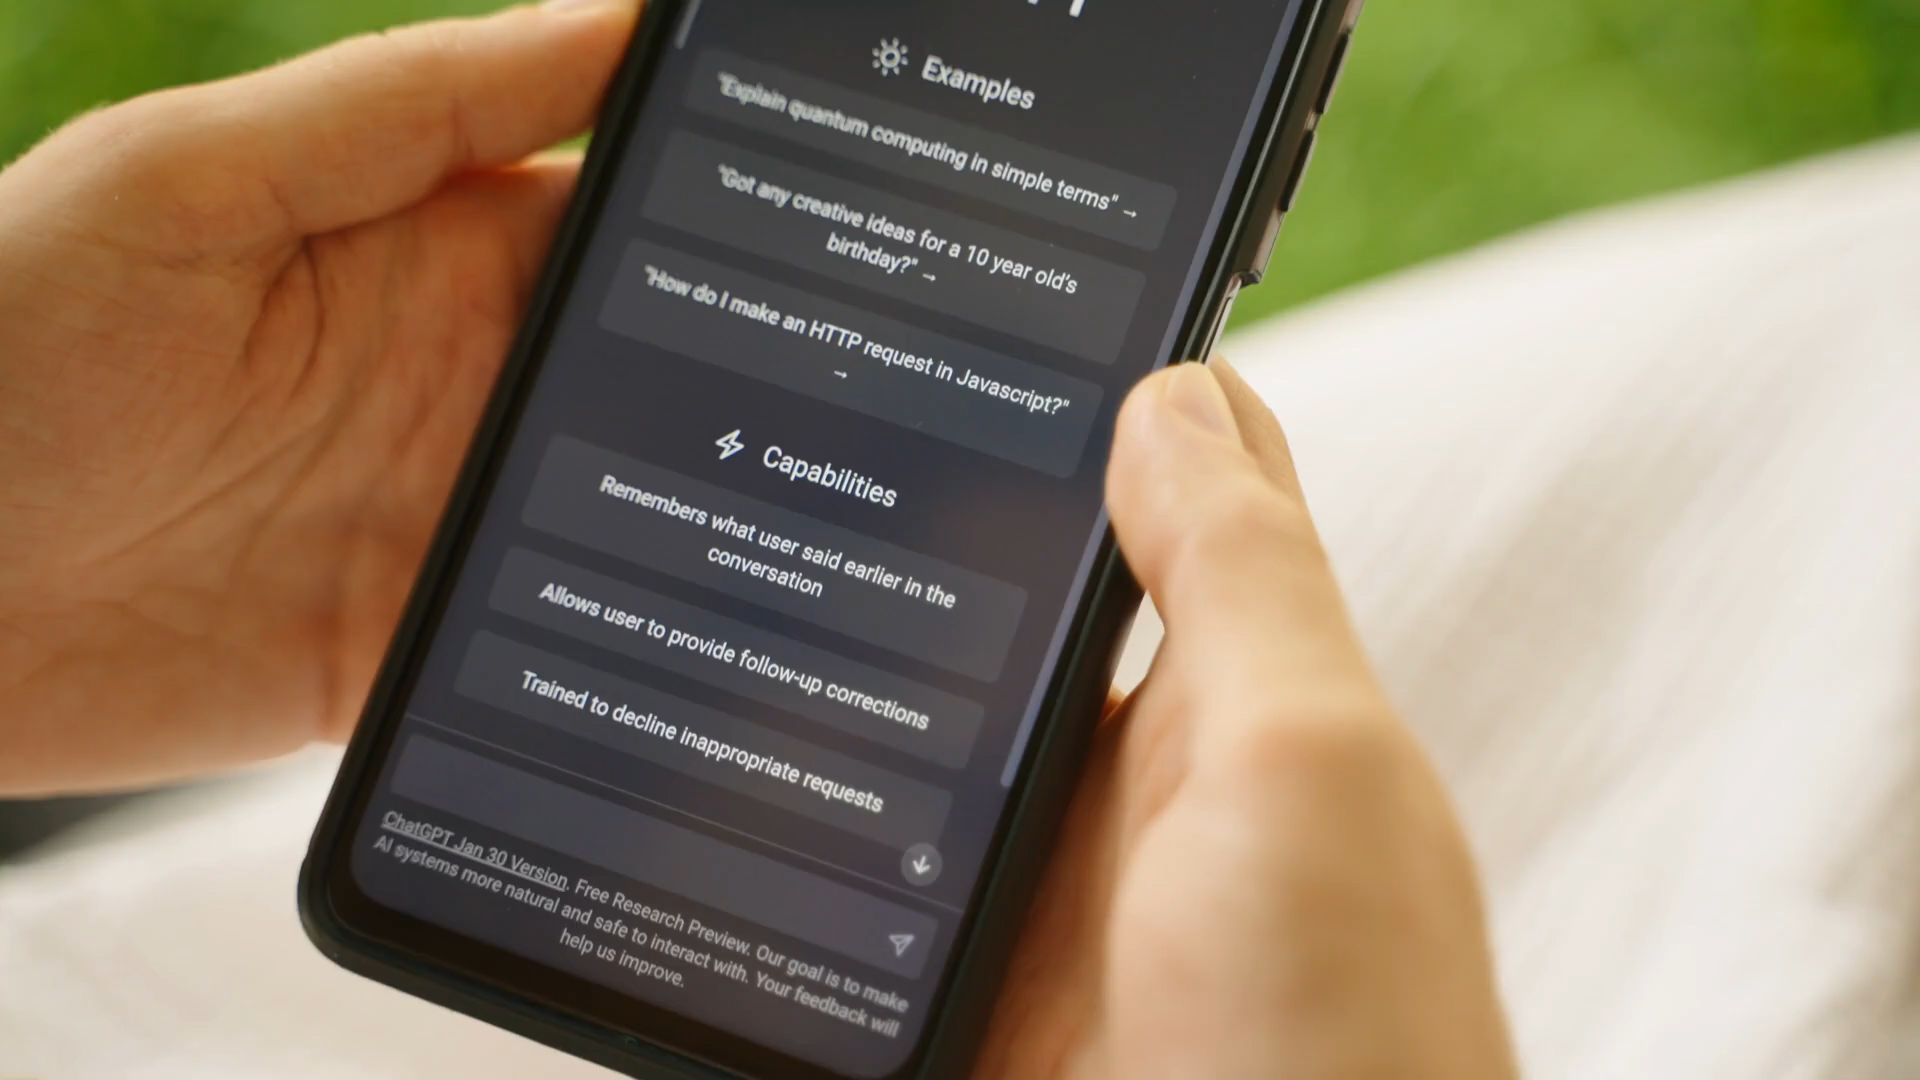 Examples
"Explain quantum computing in simple terms" →
"Got any creative ideas for a 10 year old's
birthday?" →
"How do I make an HTTP request in Javascript?"
→
Capabilities
Remembers what user said earlier in the
conversation
Allows user to provide follow-up corrections
Trained to decline inappropriate requests
ChatGPT Jan 30 Version. Free Research Preview. Our goal is to make
AI systems more natural and safe to interact with. Your feedback will
help us improve.